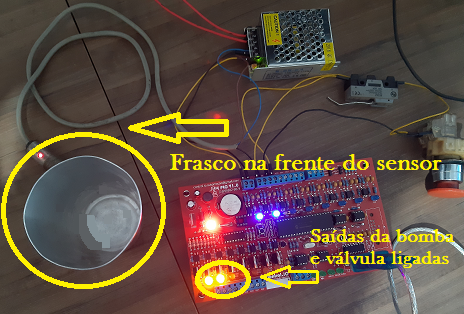 Frasco na frente do sensor
Saídas da bomba
e válvula ligadas